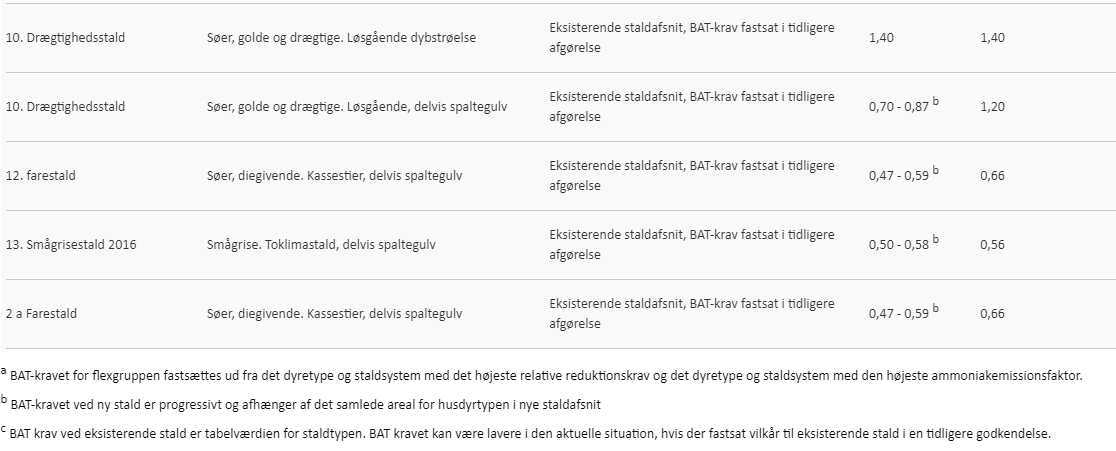 10. Drægtighedsstald Søer, golde og drægtige. Løsgående dybstrøelse Eksisterende staldafsnit, BAT-krav fastsat i tidligere afgørelse 1,40 1,40
10. Drægtighedsstald Søer, golde og drægtige. Løsgående, delvis spaltegulv Eksisterende staldafsnit, BAT-krav fastsat i tidligere afgørelse 0,70 - 0,87 b 1,20
12. farestald Søer, diegivende. Kassestier, delvis spaltegulv Eksisterende staldafsnit, BAT-krav fastsat i tidligere afgørelse 0,47 - 0,59 b 0,66
13. Smågrisestald 2016 Smågrise. Toklimastald, delvis spaltegulv Eksisterende staldafsnit, BAT-krav fastsat i tidligere afgørelse 0,50 - 0,58 b 0,56
2 a Farestald Søer, diegivende. Kassestier, delvis spaltegulv Eksisterende staldafsnit, BAT-krav fastsat i tidligere afgørelse 0,47 - 0,59 b 0,66
a BAT-kravet for flexgruppen fastsættes ud fra det dyretype og staldsystem med det højeste relative reduktionskrav og det dyretype og staldsystem med den højeste ammoniakemissionsfaktor.
b BAT-kravet ved ny stald er progressivt og afhænger af det samlede areal for husdyrtypen i nye staldafsnit
c BAT krav ved eksisterende stald er tabelværdien for staldtypen. BAT kravet kan være lavere i den aktuelle situation, hvis der fastsat vilkår til eksisterende stald i en tidligere godkendelse.